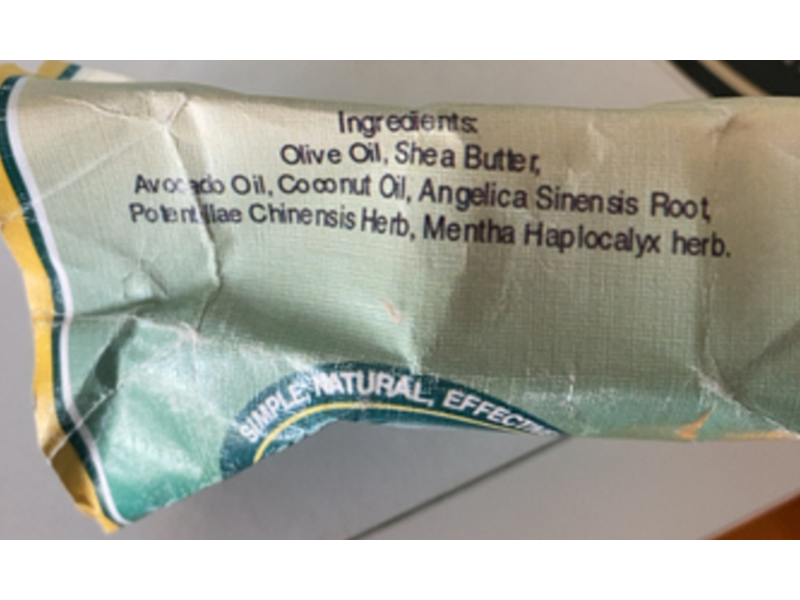 Ingredients:
Olive Oil, Shea Butter,
Avocado Oil, Coconut Oil, Angelica Sinensis Root,
Potentillae Chinensis Herb, Mentha Haplocalyx herb.
SIMPLE, NATURAL,